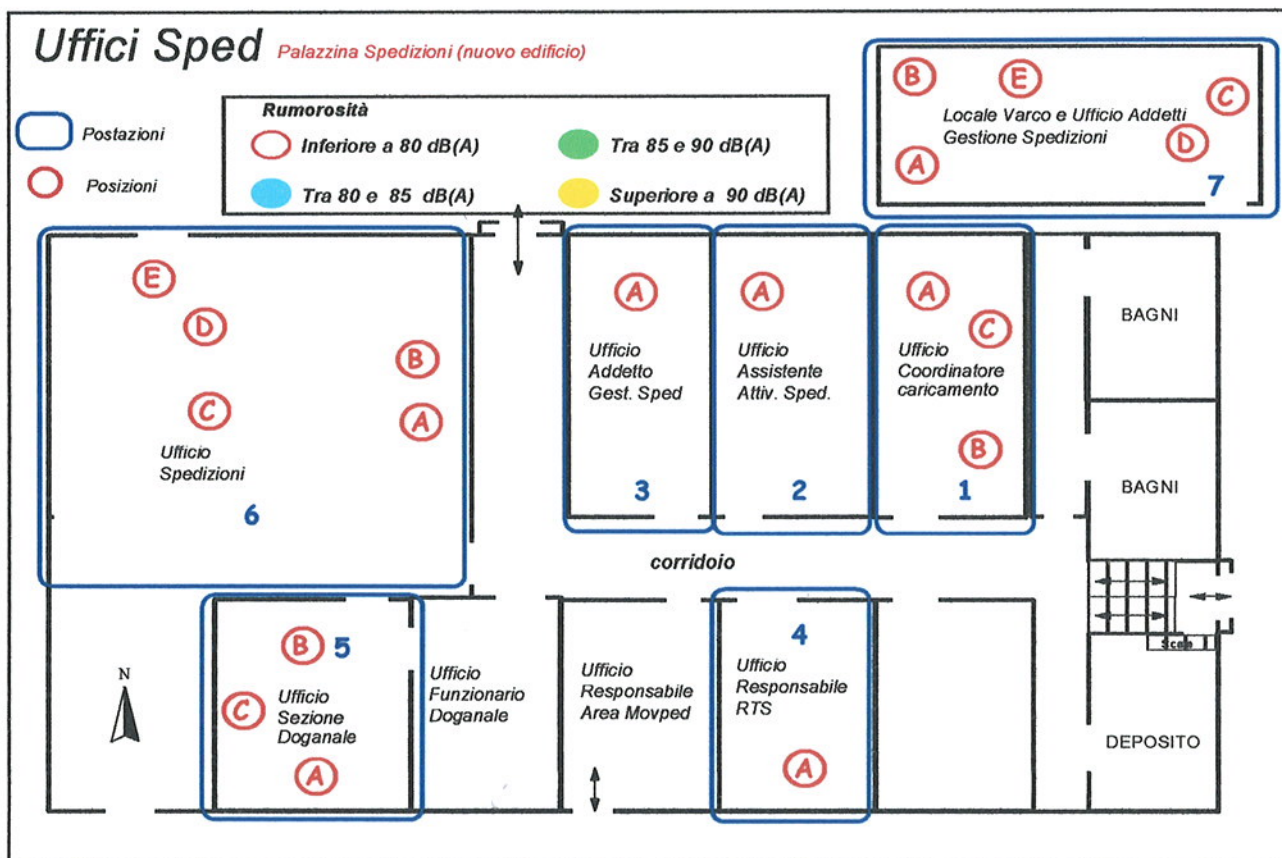 Uffici Sped Palazzina Spedizioni (nuovo edificio)
Postazioni
Posizioni
Rumorosità
Inferiore a 80 dB(A)
Tra 85 e 90 dB(A)
Tra 80 e 85 dB(A)
Superiore a 90 dB(A)
B
E
C
Locale Varco e Ufficio Addetti
Gestione Spedizioni
D
A
7
E
D
B
C
A
Ufficio
Spedizioni
6
A
Ufficio
Addetto
Gest. Sped
3
A
Ufficio
Assistente
Attiv. Sped.
2
A
C
Ufficio
Coordinatore
caricamento
B
1
BAGNI
BAGNI
corridoio
N
B
5
C
Ufficio
Sezione
Doganale
A
Ufficio
Funzionario
Doganale
Ufficio
Responsabile
Area Movped
4
Ufficio
Responsabile
RTS
A
DEPOSITO